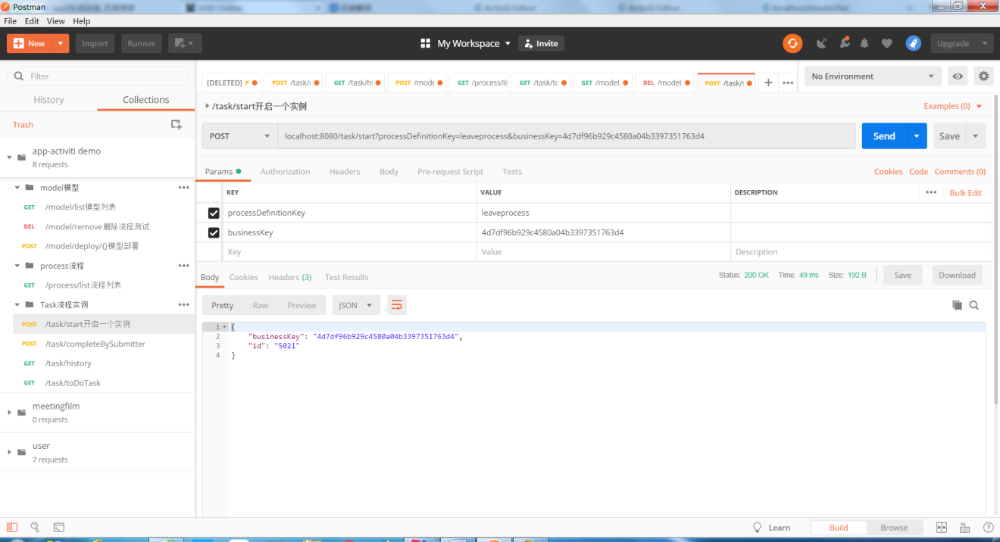 Postman
File Edit View Help
New Import Runner My Workspace Invite Upgrade
Filter
History Collections
Trash
app-activiti demo
8 requests
model模型
GET /model/list模型列表
DEL /model/remove删除流程测试
POST /model/deploy/{}模型部署
process流程
GET /process/list流程列表
Task流程实例
POST /task/start开启一个实例
POST /task/completeBySubmitter
GET /task/history
GET /task/toDoTask
meetingfilm
0 requests
user
7 requests
[DELETED] P POST /task/c GET /task/hi POST /mode GET /process/lis GET /task/to GET /model DEL /model/ POST /task/s No Environment
/task/start开启一个实例 Examples (0)
POST localhost:8080/task/start?processDefinitionKey=leaveprocess&businessKey=4d7df96b929c4580a04b3397351763d4 Send Save
Params Authorization Headers Body Pre-request Script Tests Cookies Code Comments (0)
KEY VALUE DESCRIPTION Bulk Edit
processDefinitionKey leaveprocess
businessKey 4d7df96b929c4580a04b3397351763d4
Key Value Description
Body Cookies Headers (3) Test Results Status: 200 OK Time: 49 ms Size: 192 B Save Download
Pretty Raw Preview JSON
1 {
2 "businessKey": "4d7df96b929c4580a04b3397351763d4",
3 "id": "5021"
4 }
Learn Build Browse